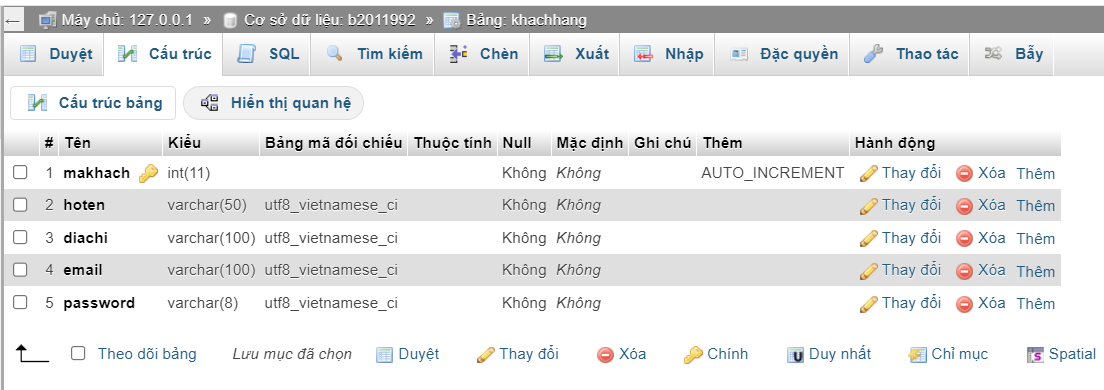 Máy chủ: 127.0.0.1 » Cơ sở dữ liệu: b2011992 » Bảng: khachhang
Duyệt Cấu trúc SQL Tìm kiếm Chèn Xuất Nhập Đặc quyền Thao tác Bẫy
Cấu trúc bảng Hiển thị quan hệ
# Tên Kiểu Bảng mã đối chiếu Thuộc tính Null Mặc định Ghi chú Thêm Hành động
1 makhach int(11) Không Không AUTO_INCREMENT Thay đổi Xóa Thêm
2 hoten varchar(50) utf8_vietnamese_ci Không Không Thay đổi Xóa Thêm
3 diachi varchar(100) utf8_vietnamese_ci Không Không Thay đổi Xóa Thêm
4 email varchar(100) utf8_vietnamese_ci Không Không Thay đổi Xóa Thêm
5 password varchar(8) utf8_vietnamese_ci Không Không Thay đổi Xóa Thêm
Theo dõi bảng Lưu mục đã chọn Duyệt Thay đổi Xóa Chính Duy nhất Chỉ mục Spatial